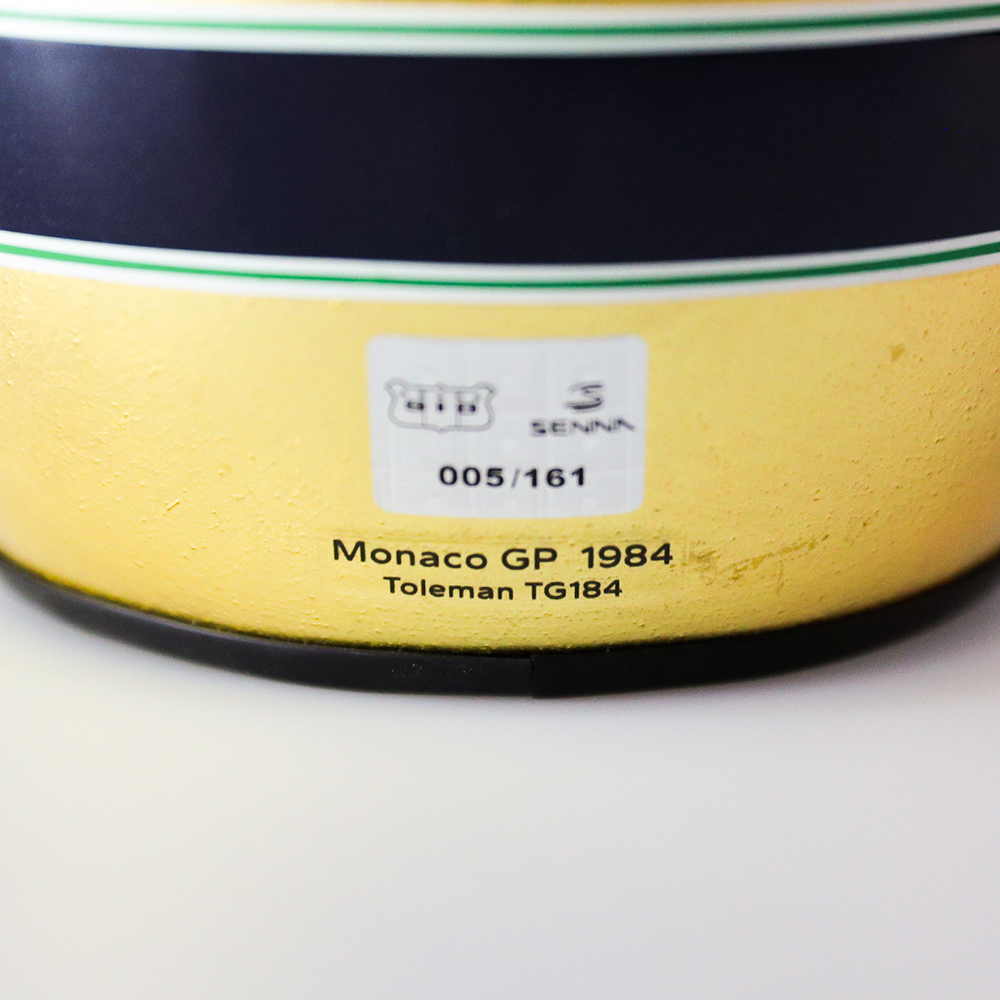 SENNA
005/161
Monaco GP 1984
Toleman TG184